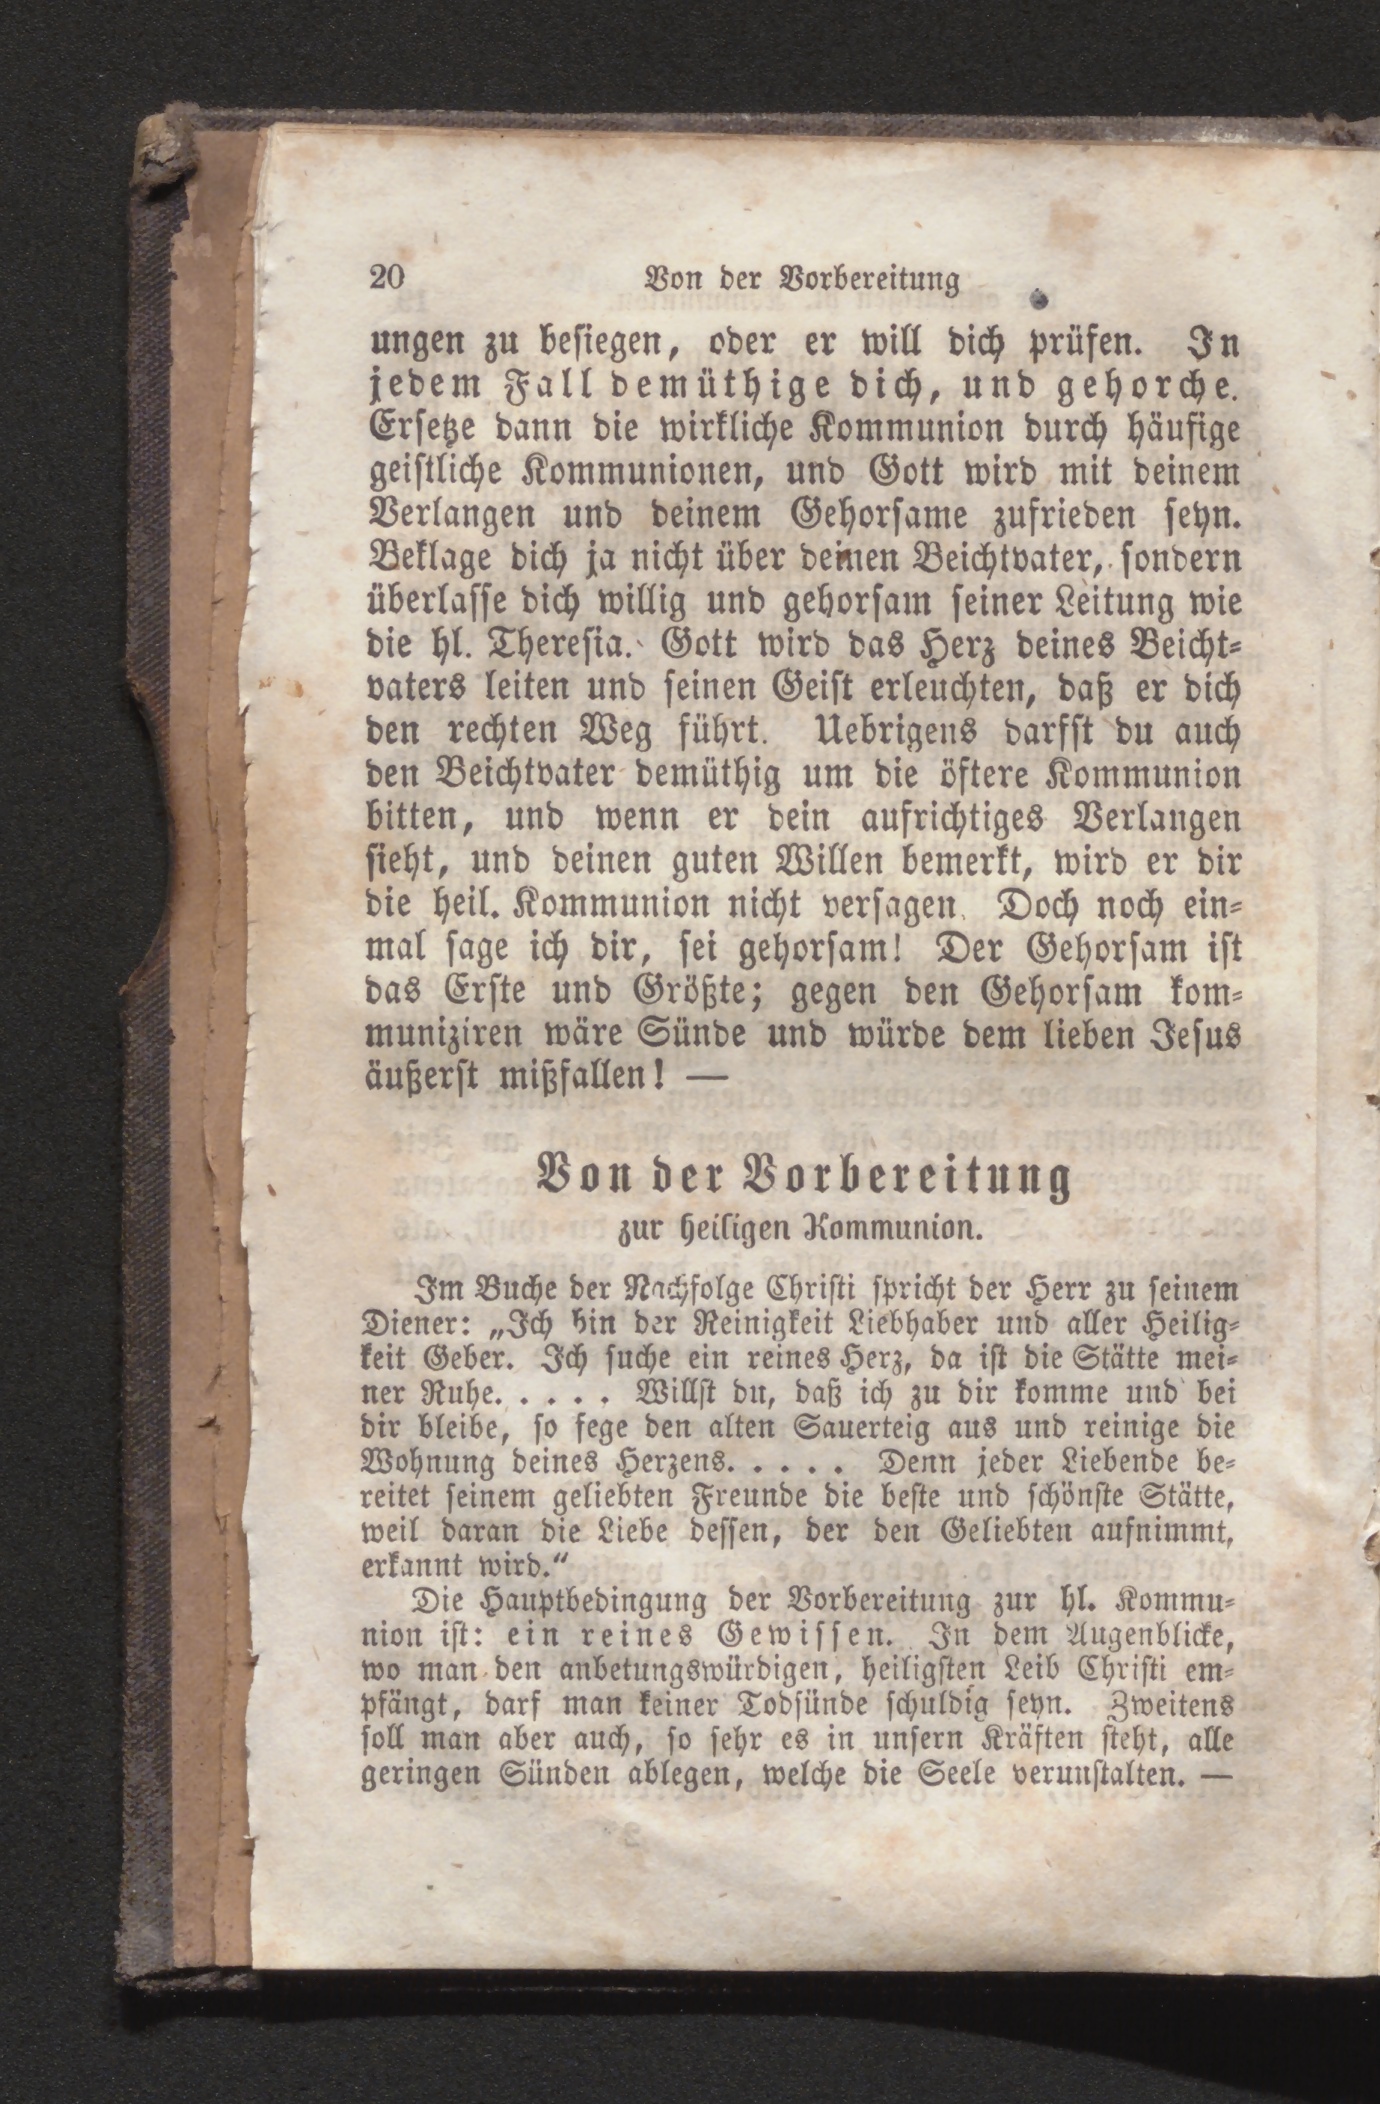 20 Von der Vorbereitung
ungen zu besiegen, oder er will dich prüfen. In
jedem Fall demüthige dich, und gehorche.
Ersetze dann die wirkliche Kommunion durch häufige
geistliche Kommunionen, und Gott wird mit deinem
Verlangen und deinem Gehorsame zufrieden seyn.
Beklage dich ja nicht über deinen Beichtvater, sondern
überlasse dich willig und gehorsam seiner Leitung wie
die hl. Theresia. Gott wird das Herz deines Beicht-
vaters leiten und seinen Geist erleuchten, daß er dich
den rechten Weg führt. Uebrigens darfst du auch
den Beichtvater demüthig um die öftere Kommunion
bitten, und wenn er dein aufrichtiges Verlangen
sieht, und deinen guten Willen bemerkt, wird er dir
die heil. Kommunion nicht versagen. Doch noch ein-
mal sage ich dir, sei gehorsam! Der Gehorsam ist
das Erste und Größte; gegen den Gehorsam kom-
muniziren wäre Sünde und würde dem lieben Jesus
äußerst mißfallen! —
Von der Vorbereitung
zur heiligen Kommunion.
Im Buche der Nachfolge Christi spricht der Herr zu seinem
Diener: „Ich bin der Reinigkeit Liebhaber und aller Heilig-
keit Geber. Ich suche ein reines Herz, da ist die Stätte mei-
ner Ruhe. . . . . Willst du, daß ich zu dir komme und bei
dir bleibe, so fege den alten Sauerteig aus und reinige die
Wohnung deines Herzens. . . . . Denn jeder Liebende be-
reitet seinem geliebten Freunde die beste und schönste Stätte,
weil daran die Liebe dessen, der den Geliebten aufnimmt,
erkannt wird.“
Die Hauptbedingung der Vorbereitung zur hl. Kommu-
nion ist: ein reines Gewissen. In dem Augenblicke,
wo man den anbetungswürdigen, heiligsten Leib Christi em-
pfängt, darf man keiner Todsünde schuldig seyn. Zweitens
soll man aber auch, so sehr es in unsern Kräften steht, alle
geringen Sünden ablegen, welche die Seele verunstalten. —